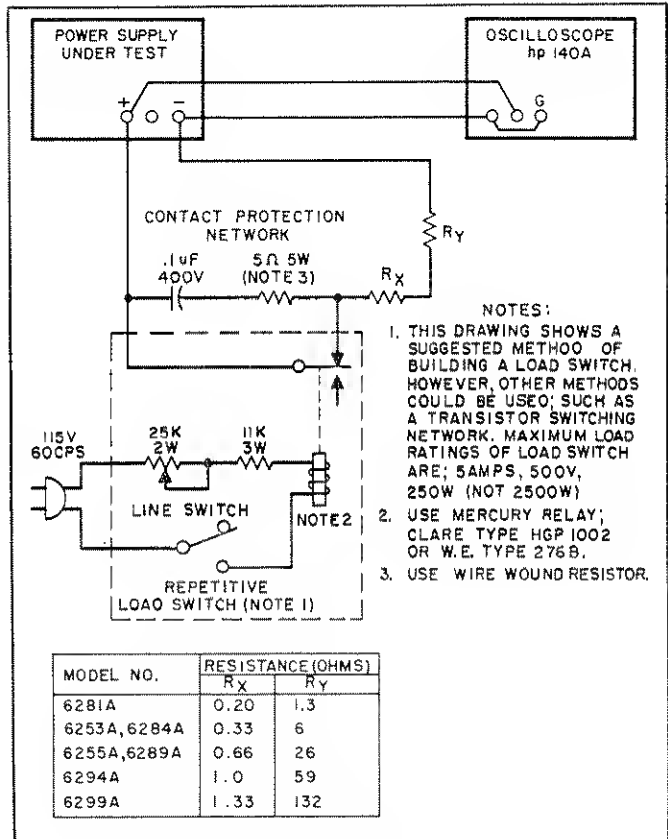 POWER SUPPLY
UNDER TEST
+
-
OSCILLOSCOPE
hp 140A
G
CONTACT PROTECTION
NETWORK
.1uF
400V
5Ω 5W
(NOTE 3)
RX
RY
115V
60CPS
25K
2W
11K
3W
LINE SWITCH
NOTE 2
REPETITIVE
LOAO SWITCH (NOTE 1)
NOTES:
1. THIS DRAWING SHOWS A
SUGGESTED METHOO OF
BUILDING A LOAD SWITCH.
HOWEVER, OTHER METHODS
COULD BE USEO; SUCH AS
A TRANSISTOR SWITCHING
NETWORK. MAXIMUM LOAD
RATINGS OF LOAD SWITCH
ARE; 5AMPS, 500V,
250W (NOT 2500W)
2. USE MERCURY RELAY;
CLARE TYPE HGP 1002
OR W.E. TYPE 276B.
3. USE WIRE WOUND RESISTOR.
MODEL NO. RESISTANCE (OHMS)
RX RY
6281A 0.20 1.3
6253A, 6284A 0.33 6
6255A, 6289A 0.66 26
6294A 1.0 59
6299A 1.33 132